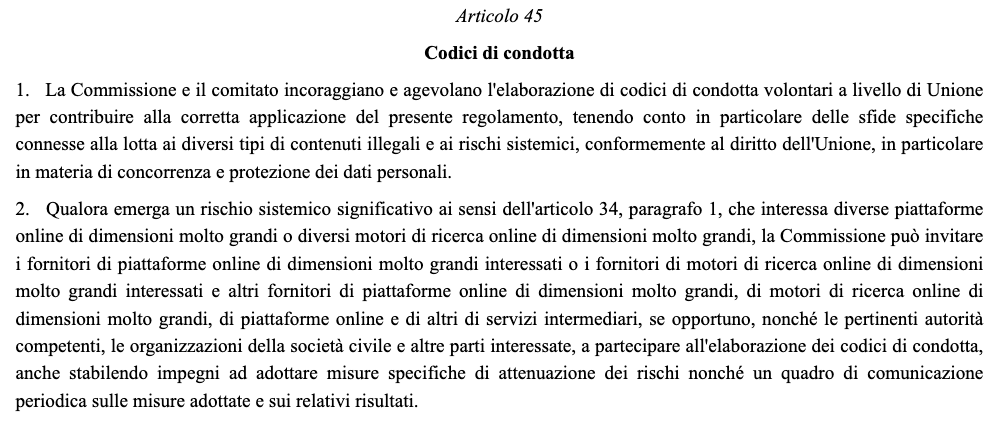 Articolo 45
Codici di condotta
1. La Commissione e il comitato incoraggiano e agevolano l'elaborazione di codici di condotta volontari a livello di Unione
per contribuire alla corretta applicazione del presente regolamento, tenendo conto in particolare delle sfide specifiche
connesse alla lotta ai diversi tipi di contenuti illegali e ai rischi sistemici, conformemente al diritto dell'Unione, in particolare
in materia di concorrenza e protezione dei dati personali.
2. Qualora emerga un rischio sistemico significativo ai sensi dell'articolo 34, paragrafo 1, che interessa diverse piattaforme
online di dimensioni molto grandi o diversi motori di ricerca online di dimensioni molto grandi, la Commissione può invitare
i fornitori di piattaforme online di dimensioni molto grandi interessati o i fornitori di motori di ricerca online di dimensioni
molto grandi interessati e altri fornitori di piattaforme online di dimensioni molto grandi, di motori di ricerca online di
dimensioni molto grandi, di piattaforme online e di altri di servizi intermediari, se opportuno, nonché le pertinenti autorità
competenti, le organizzazioni della società civile e altre parti interessate, a partecipare all'elaborazione dei codici di condotta,
anche stabilendo impegni ad adottare misure specifiche di attenuazione dei rischi nonché un quadro di comunicazione
periodica sulle misure adottate e sui relativi risultati.